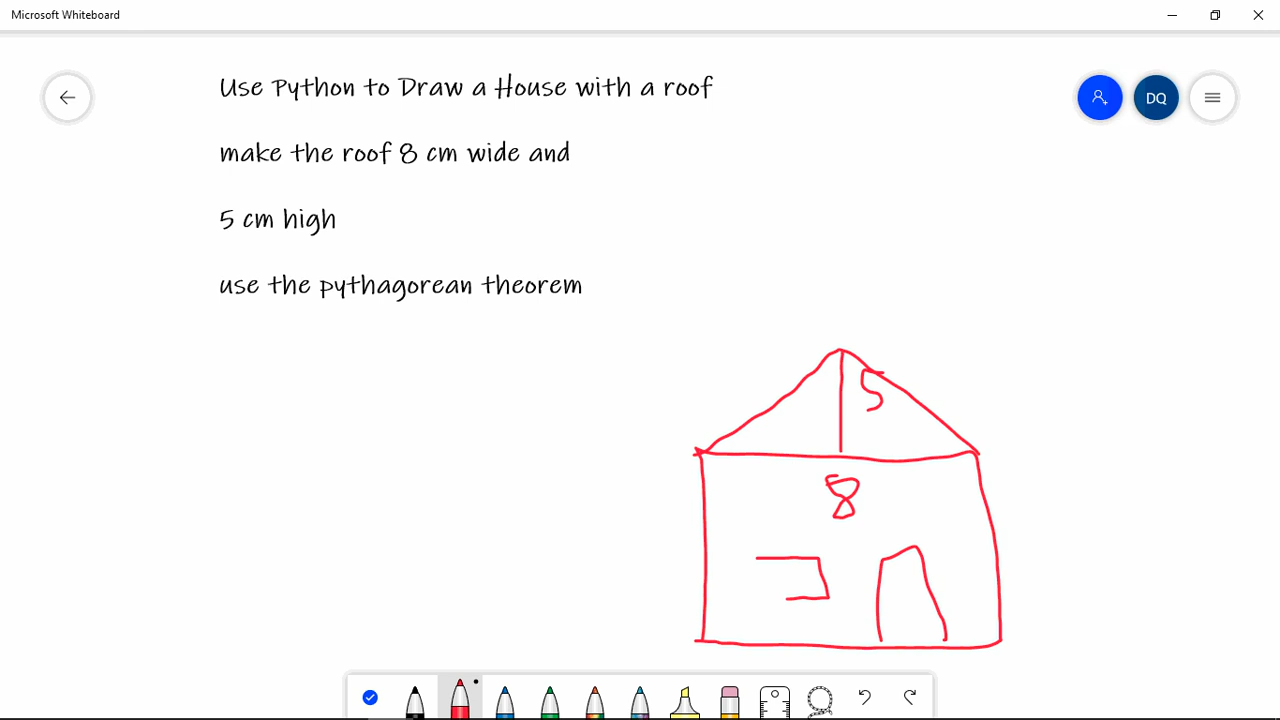 Microsoft Whiteboard
Use Python to Draw a House with a roof
DQ
make the roof 8 cm wide and
5 cm high
use the pythagorean theorem
5
8